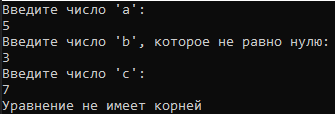 Введите число 'a':
5
Введите число 'b', которое не равно нулю:
3
Введите число 'c':
7
Уравнение не имеет корней